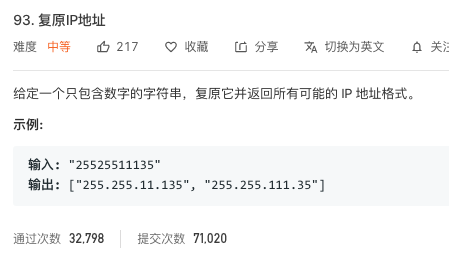 93. 复原IP地址
难度 中等 217 收藏 分享 切换为英文 关注
给定一个只包含数字的字符串，复原它并返回所有可能的 IP 地址格式。
示例:
输入: "25525511135"
输出: ["255.255.11.135", "255.255.111.35"]
通过次数 32,798 提交次数 71,020